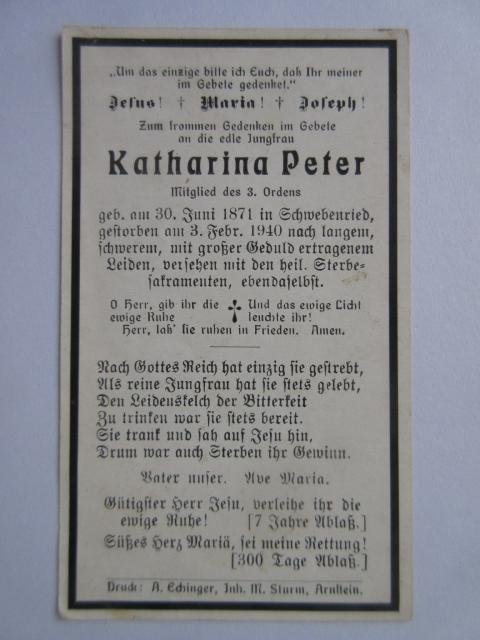 „Um das einzige bitte ich Euch, daß Ihr meiner
im Gebete gedenket."
Jesus! † Maria! † Joseph!
Zum frommen Gedenken im Gebete
an die edle Jungfrau
Katharina Peter
Mitglied des 3. Ordens
geb. am 30. Juni 1871 in Schwebenried,
gestorben am 3. Febr. 1940 nach langem,
schwerem, mit großer Geduld ertragenem
Leiden, versehen mit den heil. Sterbe-
sakramenten, ebendaselbst.
O Herr, gib ihr die † Und das ewige Licht
ewige Ruhe leuchte ihr!
Herr, laß' sie ruhen in Frieden. Amen.
Nach Gottes Reich hat einzig sie gestrebt,
Als reine Jungfrau hat sie stets gelebt,
Den Leidenskelch der Bitterkeit
Zu trinken war sie stets bereit.
Sie trank und sah auf Jesu hin,
Drum war auch Sterben ihr Gewinn.
Vater unser. Ave Maria.
Gütigster Herr Jesu, verleihe ihr die
ewige Ruhe! [7 Jahre Ablaß.]
Süßes Herz Mariä, sei meine Rettung!
[300 Tage Ablaß.]
Druck: A. Echinger, Inh. M. Sturm, Arnstein.